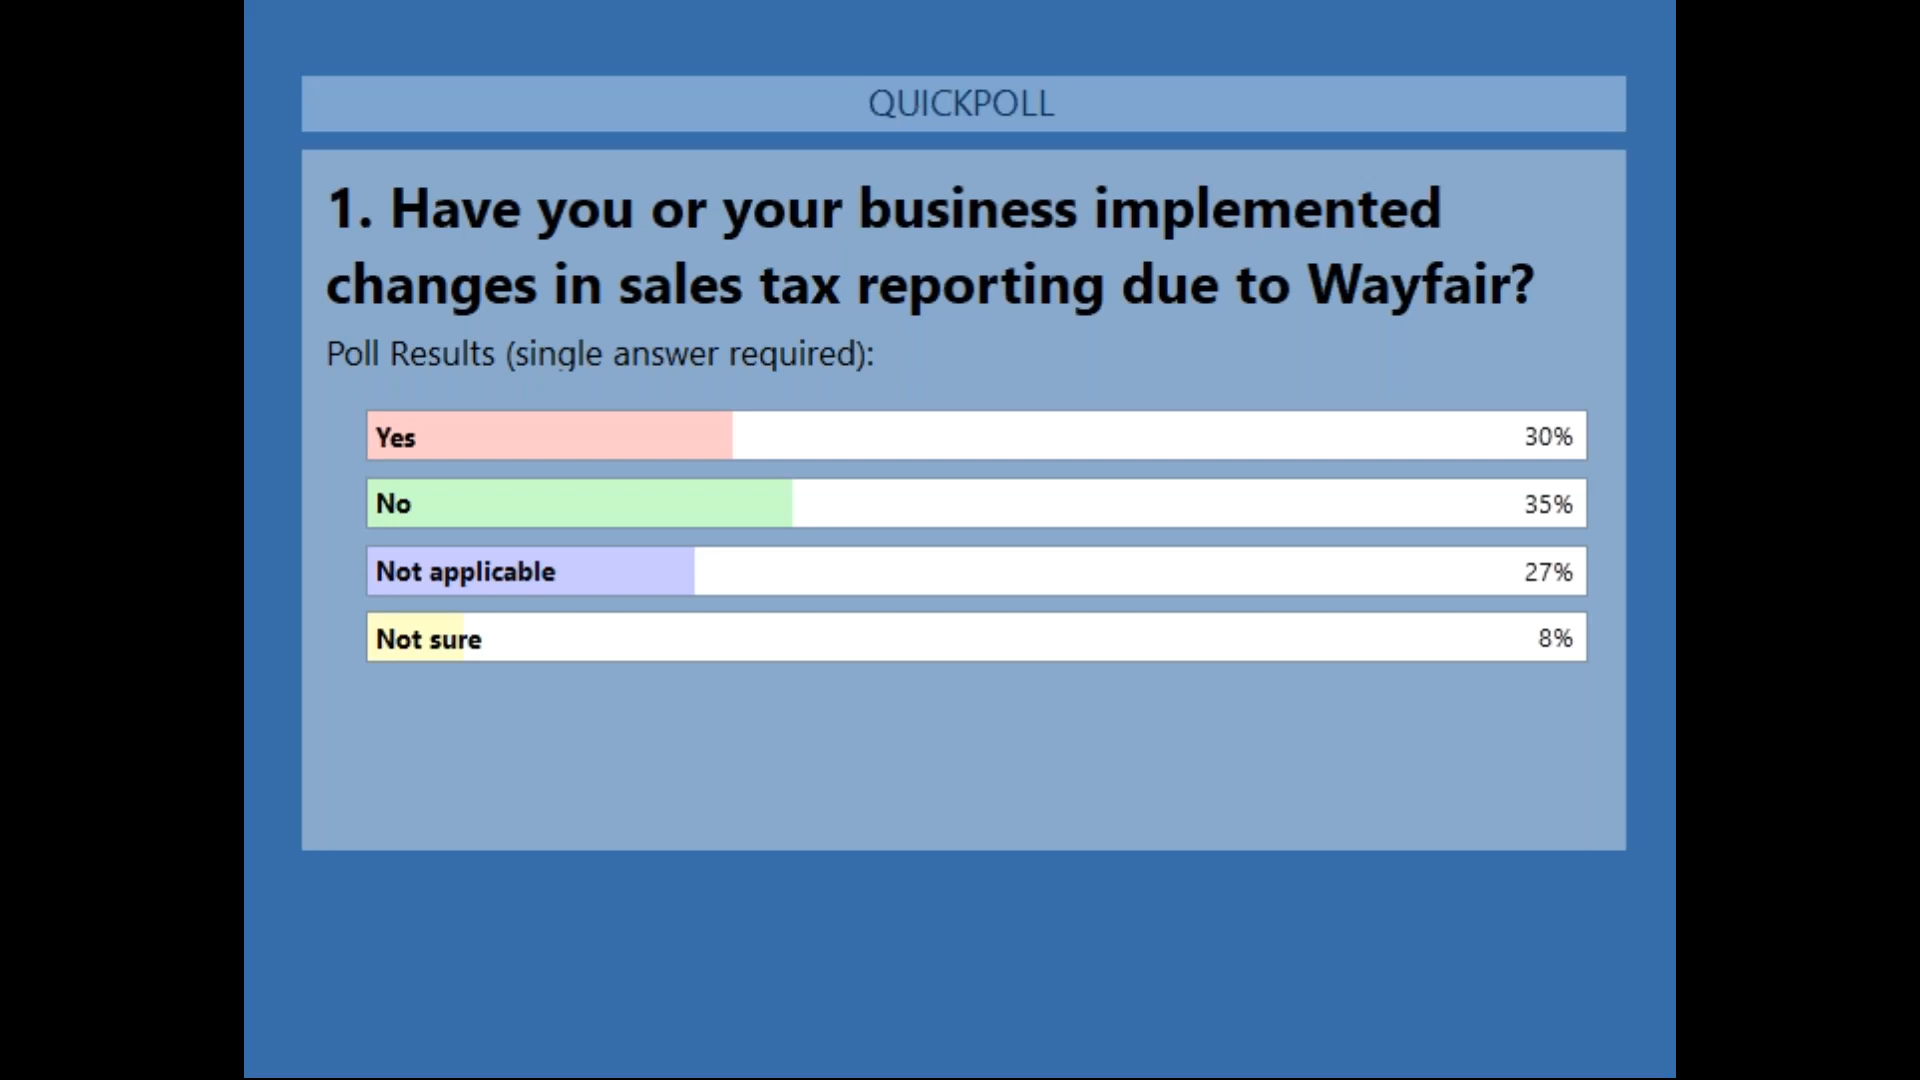 QUICKPOLL
1. Have you or your business implemented
changes in sales tax reporting due to Wayfair?
Poll Results (single answer required):
Yes 30%
No 35%
Not applicable 27%
Not sure 8%